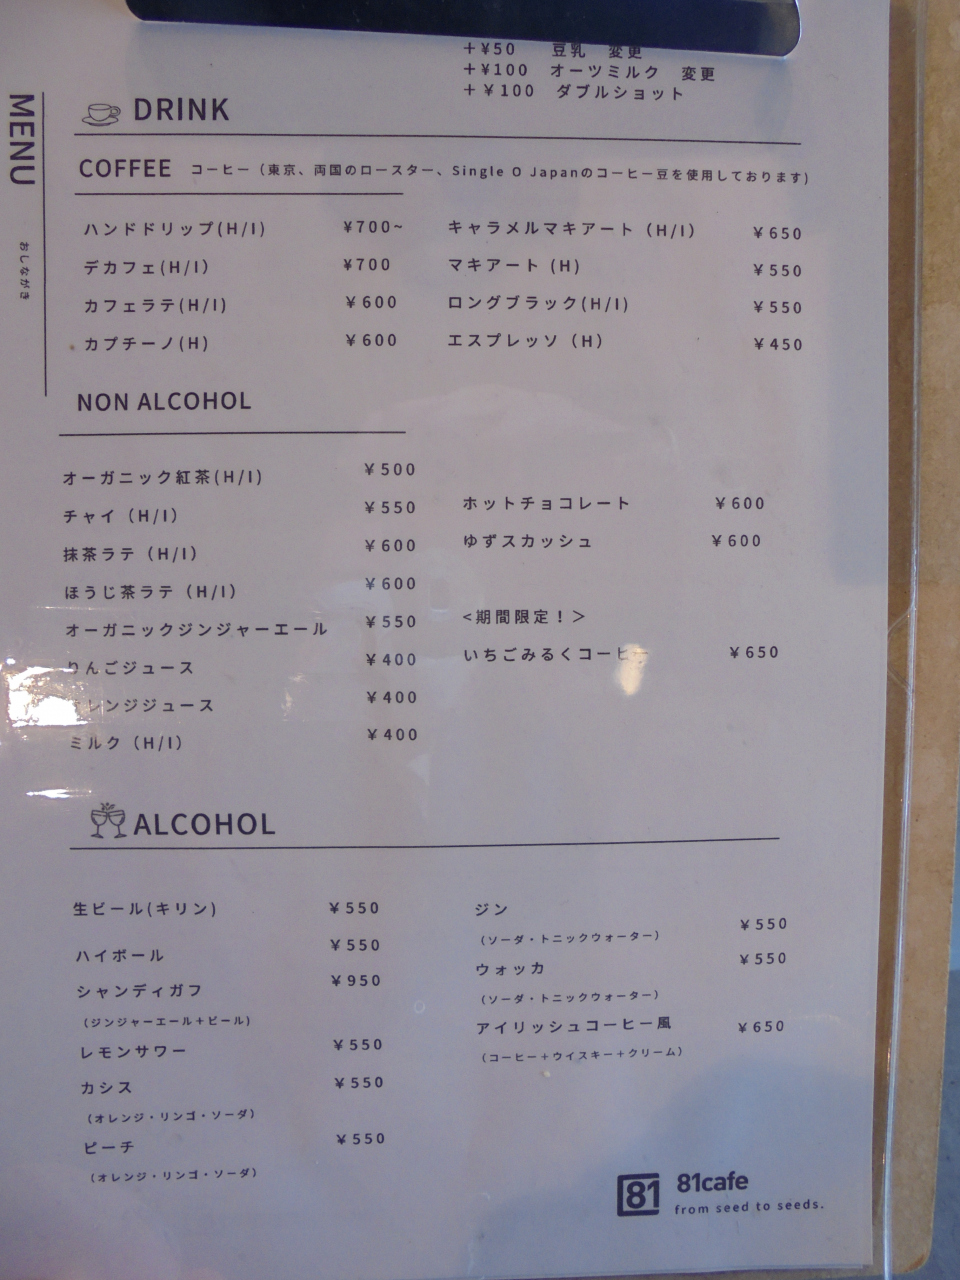 +¥50 豆乳 変更
+¥100 オーツミルク 変更
+¥100 ダブルショット
MENU
おしながき
DRINK
COFFEE コーヒー（東京、両国のロースター、Single O Japanのコーヒー豆を使用しております)
ハンドドリップ(H/I) ¥700~
デカフェ(H/I) ¥700
カフェラテ(H/I) ¥600
カプチーノ(H) ¥600
キャラメルマキアート（H/I) ¥650
マキアート (H) ¥550
ロングブラック(H/I) ¥550
エスプレッソ（H) ¥450
NON ALCOHOL
オーガニック紅茶(H/I) ¥500
チャイ（H/I) ¥550
抹茶ラテ（H/I) ¥600
ほうじ茶ラテ（H/I) ¥600
オーガニックジンジャーエール ¥550
りんごジュース ¥400
レンジジュース ¥400
ミルク（H/I) ¥400
ホットチョコレート ¥600
ゆずスカッシュ ¥600
<期間限定！>
いちごみるくコーヒー ¥650
ALCOHOL
生ビール(キリン) ¥550
ハイボール ¥550
シャンディガフ ¥950
（ジンジャーエール＋ビール)
レモンサワー ¥550
カシス ¥550
（オレンジ・リンゴ・ソーダ）
ピーチ ¥550
（オレンジ・リンゴ・ソーダ）
ジン ¥550
（ソーダ・トニックウォーター）
ウォッカ ¥550
（ソーダ・トニックウォーター）
アイリッシュコーヒー風 ¥650
（コーヒー＋ウイスキー＋クリーム）
81 81cafe
from seed to seeds.